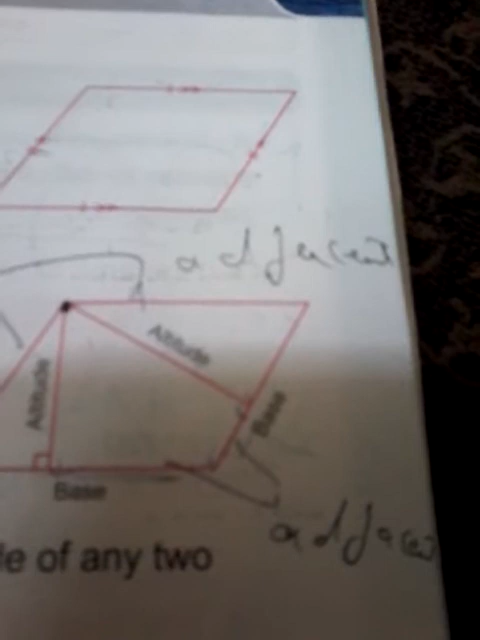 adjacent
Altitude
Altitude
Base
Base
adjacent
le of any two